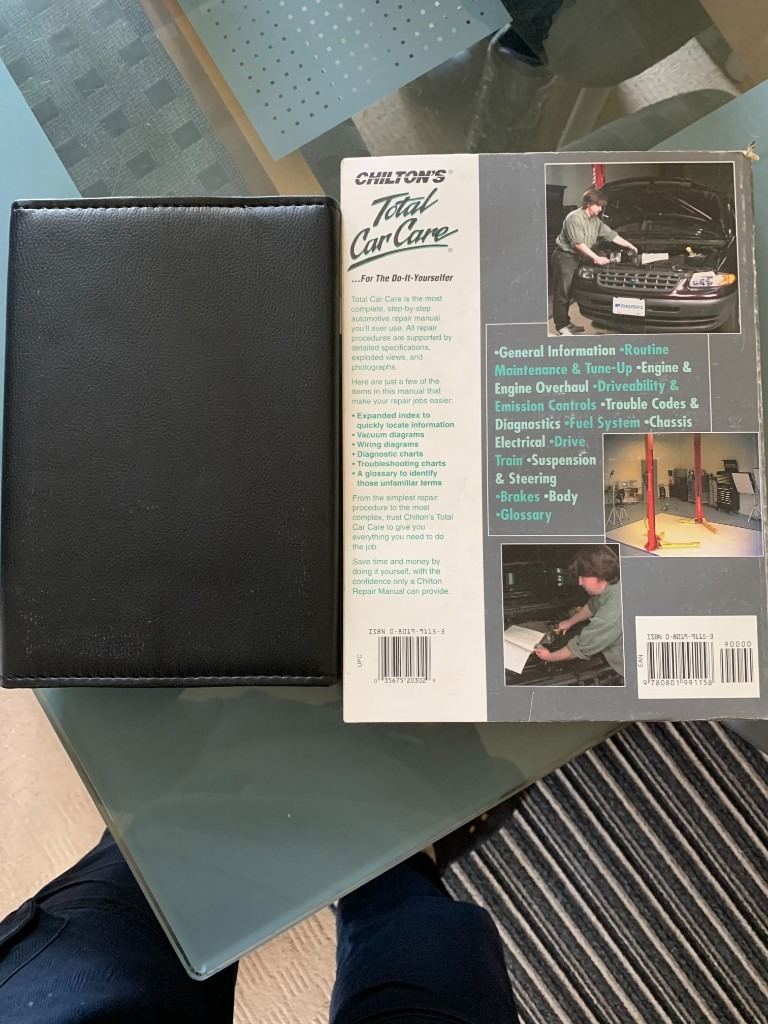 CHILTON'S®
Total
Car Care®
...For The Do-It-Yourselfer
Total Car Care is the most
complete, step-by-step
automotive repair manual
you'll ever use. All repair
procedures are supported by
detailed specifications,
exploded views, and
photographs.
Here are just a few of the
items in this manual that
make your repair jobs easier:
• Expanded index to
quickly locate information
• Vacuum diagrams
• Wiring diagrams
• Diagnostic charts
• Troubleshooting charts
• A glossary to identify
those unfamiliar terms
From the simplest repair
procedure to the most
complex, trust Chilton's Total
Car Care to give you
everything you need to do
the job.
Save time and money by
doing it yourself, with the
confidence only a Chilton
Repair Manual can provide.
ISBN 0-8019-9115-3
UPC
0 35675 20302 9
CHILTON'S
•General Information •Routine
Maintenance & Tune-Up •Engine &
Engine Overhaul •Driveability &
Emission Controls •Trouble Codes &
Diagnostics •Fuel System •Chassis
Electrical •Drive
Train •Suspension
& Steering
•Brakes •Body
•Glossary
ISBN 0-8019-9115-3
90000
EAN
9 780801 991158